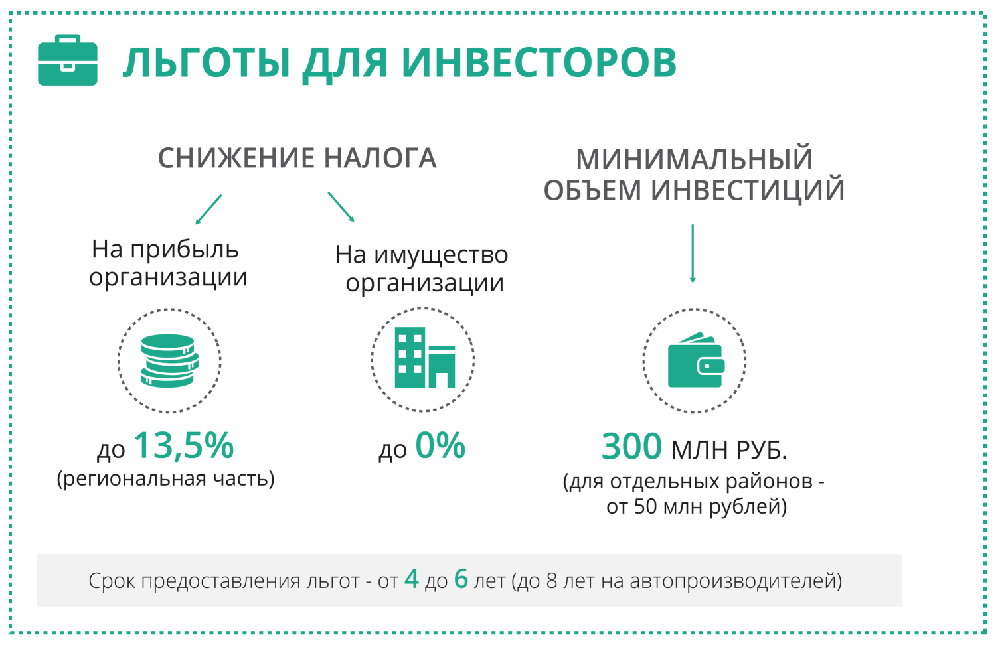 ЛЬГОТЫ ДЛЯ ИНВЕСТОРОВ
СНИЖЕНИЕ НАЛОГА
На прибыль
организации
до 13,5%
(региональная часть)
На имущество
организации
до 0%
МИНИМАЛЬНЫЙ
ОБЪЕМ ИНВЕСТИЦИЙ
300 МЛН РУБ.
(для отдельных районов -
от 50 млн рублей)
Срок предоставления льгот - от 4 до 6 лет (до 8 лет на автопроизводителей)